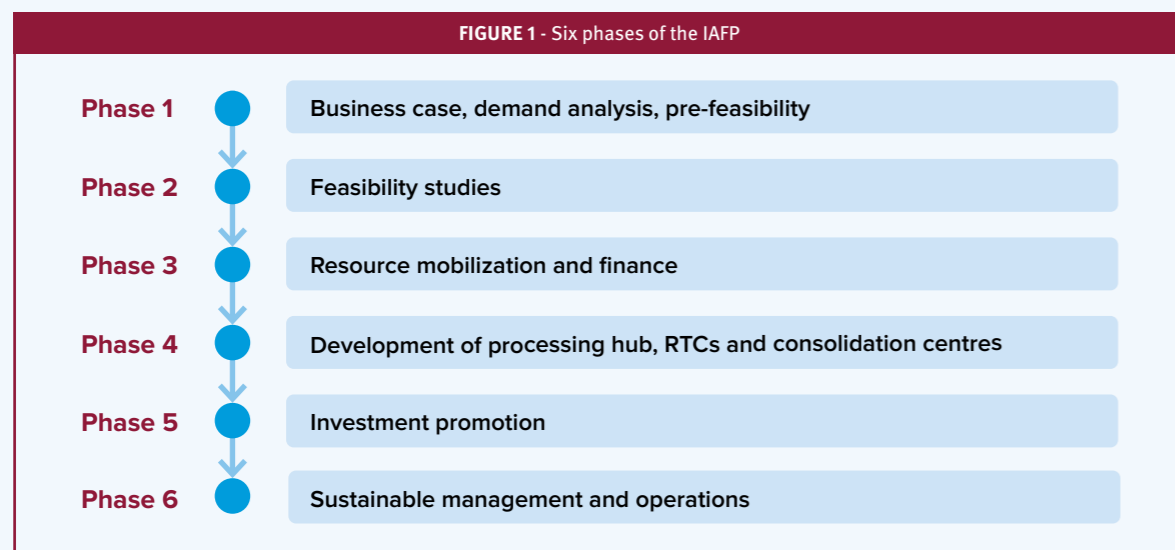 FIGURE 1 - Six phases of the IAFP
Phase 1 Business case, demand analysis, pre-feasibility
Phase 2 Feasibility studies
Phase 3 Resource mobilization and finance
Phase 4 Development of processing hub, RTCs and consolidation centres
Phase 5 Investment promotion
Phase 6 Sustainable management and operations